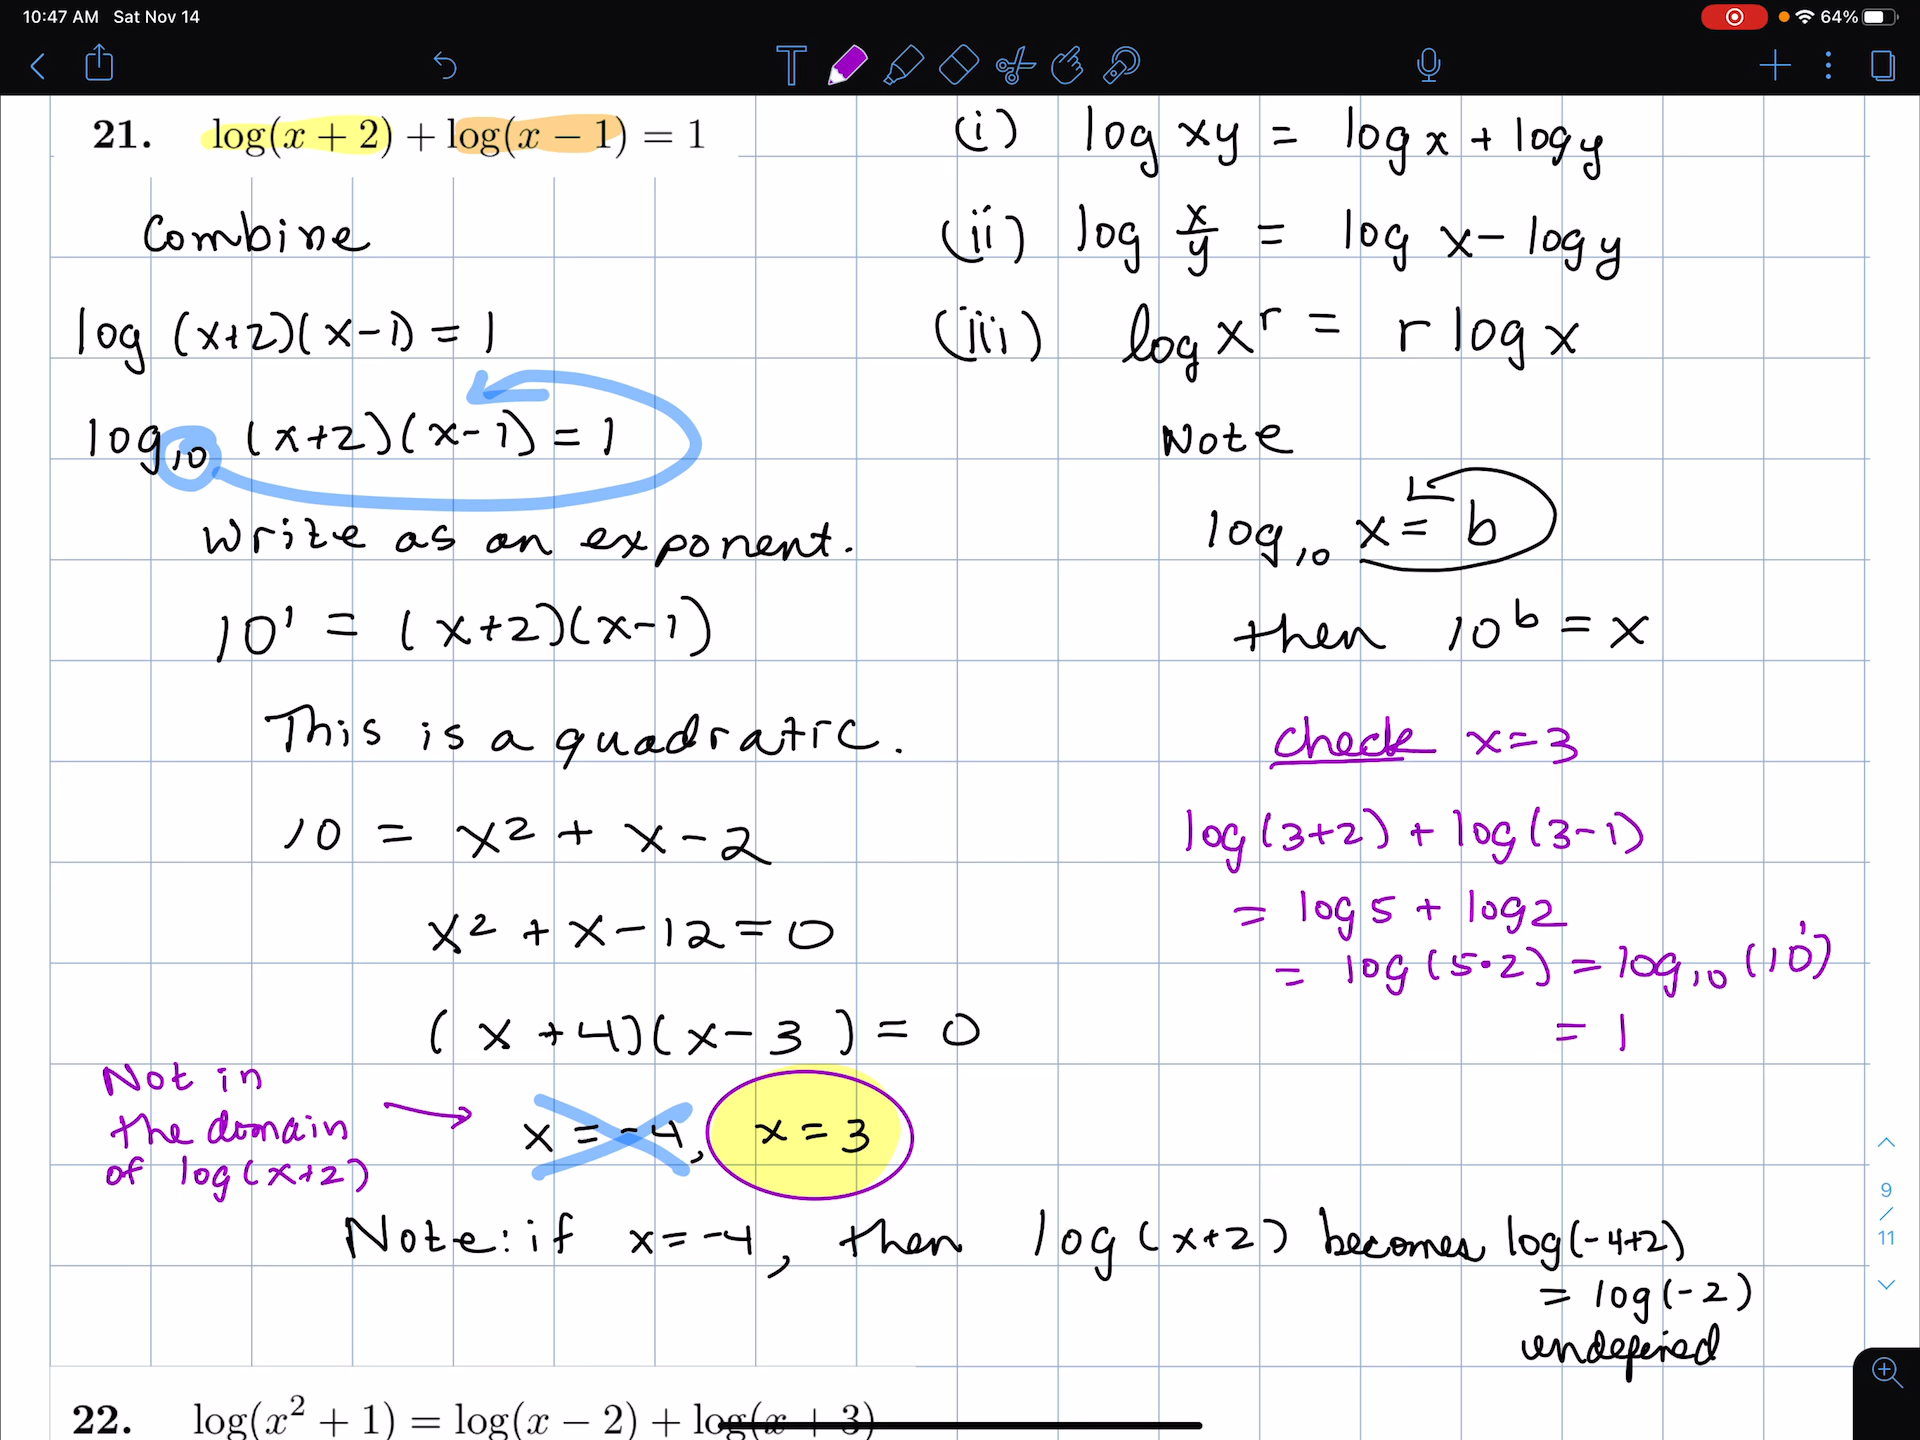 10:47 AM Sat Nov 14
64%
21. log(x + 2) + log(x − 1) = 1
Combine
log (x+2)(x-1) = 1
log₁₀ (x+2)(x-1) = 1
Write as an exponent.
10¹ = (x+2)(x-1)
This is a quadratic.
10 = x² + x - 2
x² + x - 12 = 0
(x +4)(x - 3) = 0
Not in
the domain
of log(x+2)
x = -4, x = 3
Note: if x = -4, then log(x+2) becomes log(-4+2)
= log(-2)
undefined
(i) log xy = log x + log y
(ii) log x/y = log x - log y
(iii) log xʳ = r log x
Note
log₁₀ x = b
then 10ᵇ = x
check x = 3
log(3+2) + log(3-1)
= log 5 + log 2
= log(5·2) = log₁₀(10¹)
= 1
9
/
11
22. log(x² + 1) = log(x − 2) + log(x + 3)